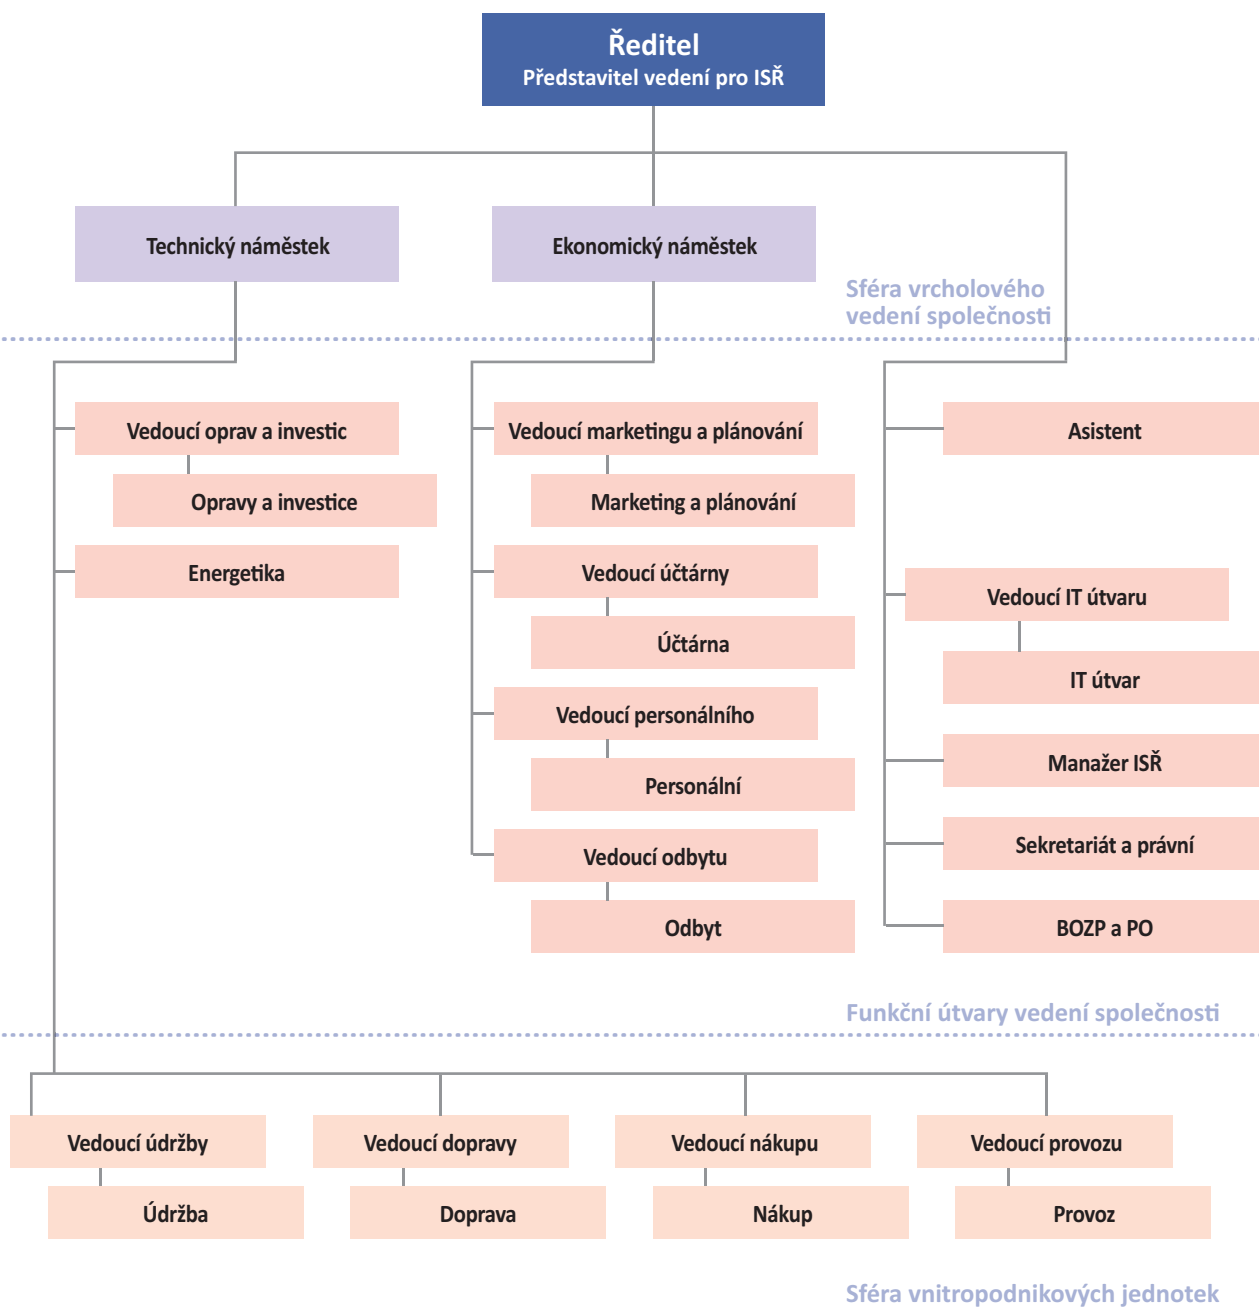 Ředitel
Představitel vedení pro ISŘ
Technický náměstek
Ekonomický náměstek
Sféra vrcholového
vedení společnosti
Vedoucí oprav a investic
Opravy a investice
Energetika
Vedoucí marketingu a plánování
Marketing a plánování
Vedoucí účtárny
Účtárna
Vedoucí personálního
Personální
Vedoucí odbytu
Odbyt
Asistent
Vedoucí IT útvaru
IT útvar
Manažer ISŘ
Sekretariát a právní
BOZP a PO
Funkční útvary vedení společnosti
Vedoucí údržby
Údržba
Vedoucí dopravy
Doprava
Vedoucí nákupu
Nákup
Vedoucí provozu
Provoz
Sféra vnitropodnikových jednotek